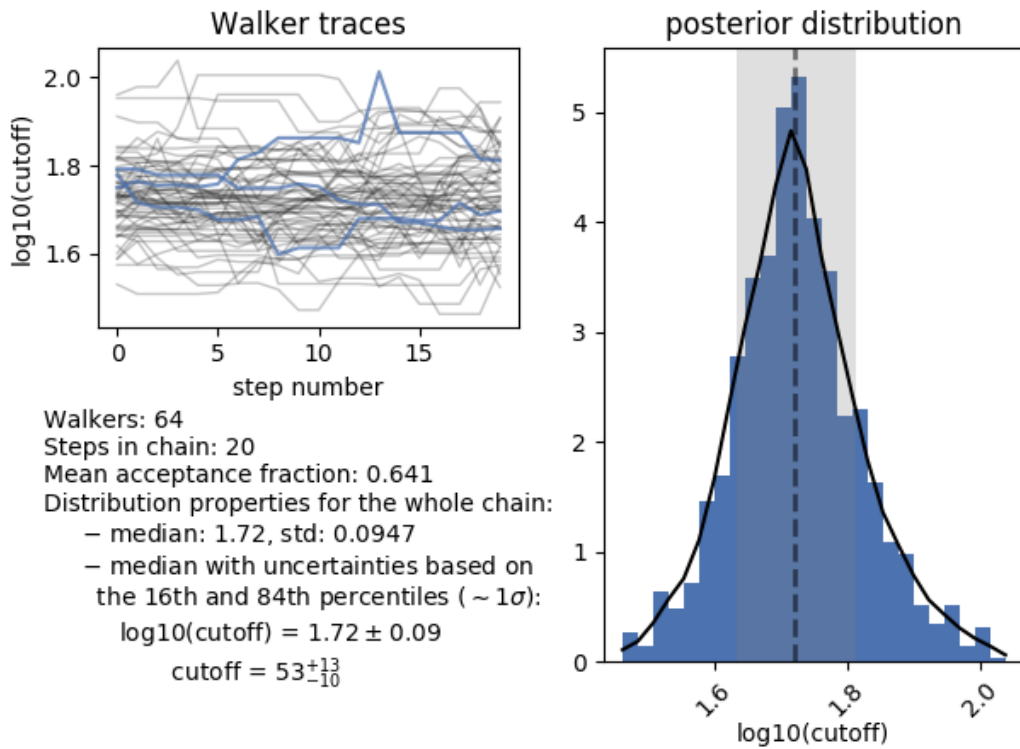 Walker traces
log10(cutoff)
2.0
1.8
1.6
0
5
10
15
step number
Walkers: 64
Steps in chain: 20
Mean acceptance fraction: 0.641
Distribution properties for the whole chain:
− median: 1.72, std: 0.0947
− median with uncertainties based on
the 16th and 84th percentiles (∼1σ):
log10(cutoff) = 1.72 ± 0.09
cutoff = 53 +13 −10
posterior distribution
5
4
3
2
1
0
1.6
1.8
2.0
log10(cutoff)